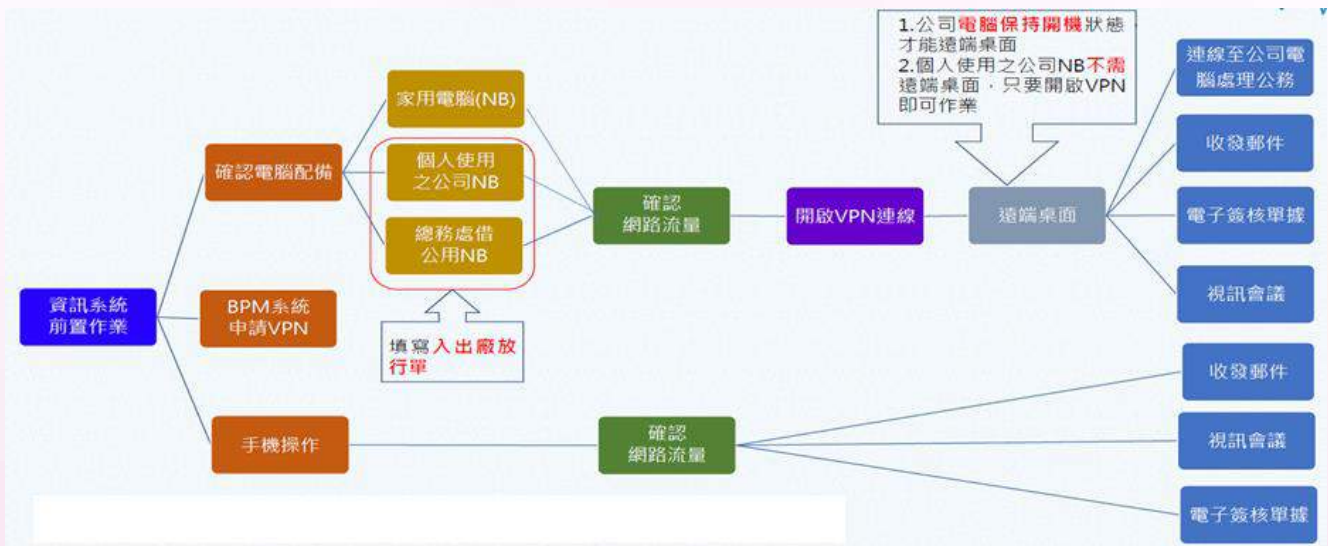 1.公司電腦保持開機狀態，
才能遠端桌面
2.個人使用之公司NB不需
遠端桌面，只要開啟VPN
即可作業
連線至公司電
腦處理公務
家用電腦(NB)
收發郵件
確認電腦配備
個人使用
之公司NB
確認
網路流量
開啟VPN連線
遠端桌面
電子簽核單據
總務處借
公用NB
視訊會議
資訊系統
前置作業
BPM系統
申請VPN
填寫入出廠放
行單
收發郵件
手機操作
確認
網路流量
視訊會議
電子簽核單據